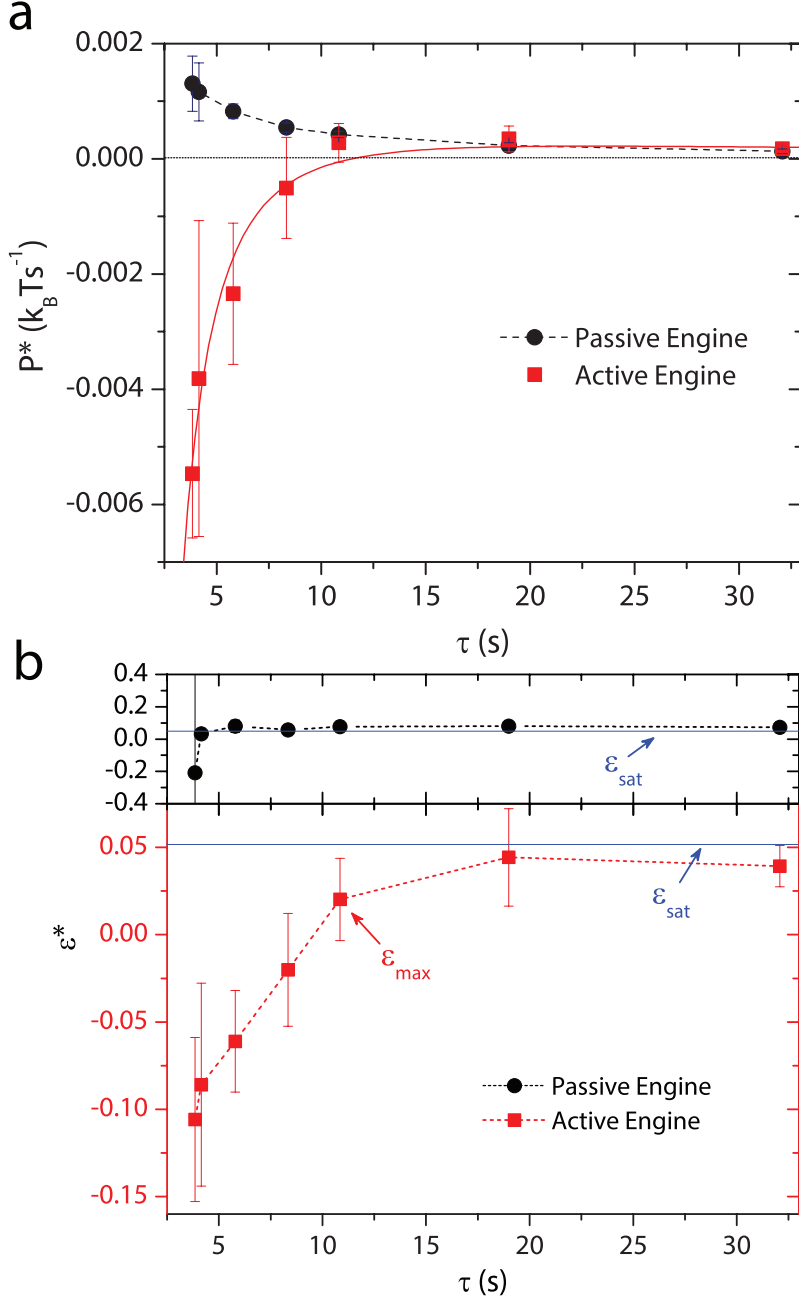 a
0.002
0.000
-0.002
-0.004
-0.006
P* (k_BTs⁻¹)
Passive Engine
Active Engine
5 10 15 20 25 30
τ (s)
b
0.4
0.2
0.0
-0.2
-0.4
ε_sat
0.05
0.00
-0.05
-0.10
-0.15
ε*
ε_sat
ε_max
Passive Engine
Active Engine
5 10 15 20 25 30
τ (s)